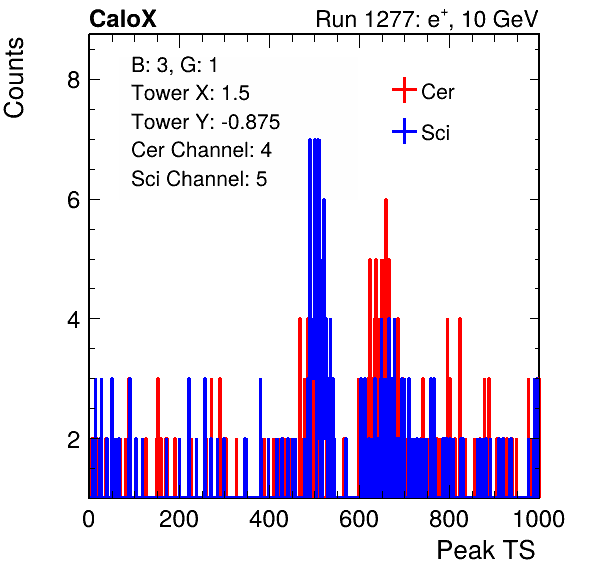 CaloX Run 1277: e+, 10 GeV
Counts
B: 3, G: 1
Tower X: 1.5
Tower Y: -0.875
Cer Channel: 4
Sci Channel: 5
Cer
Sci
8
6
4
2
0 200 400 600 800 1000
Peak TS